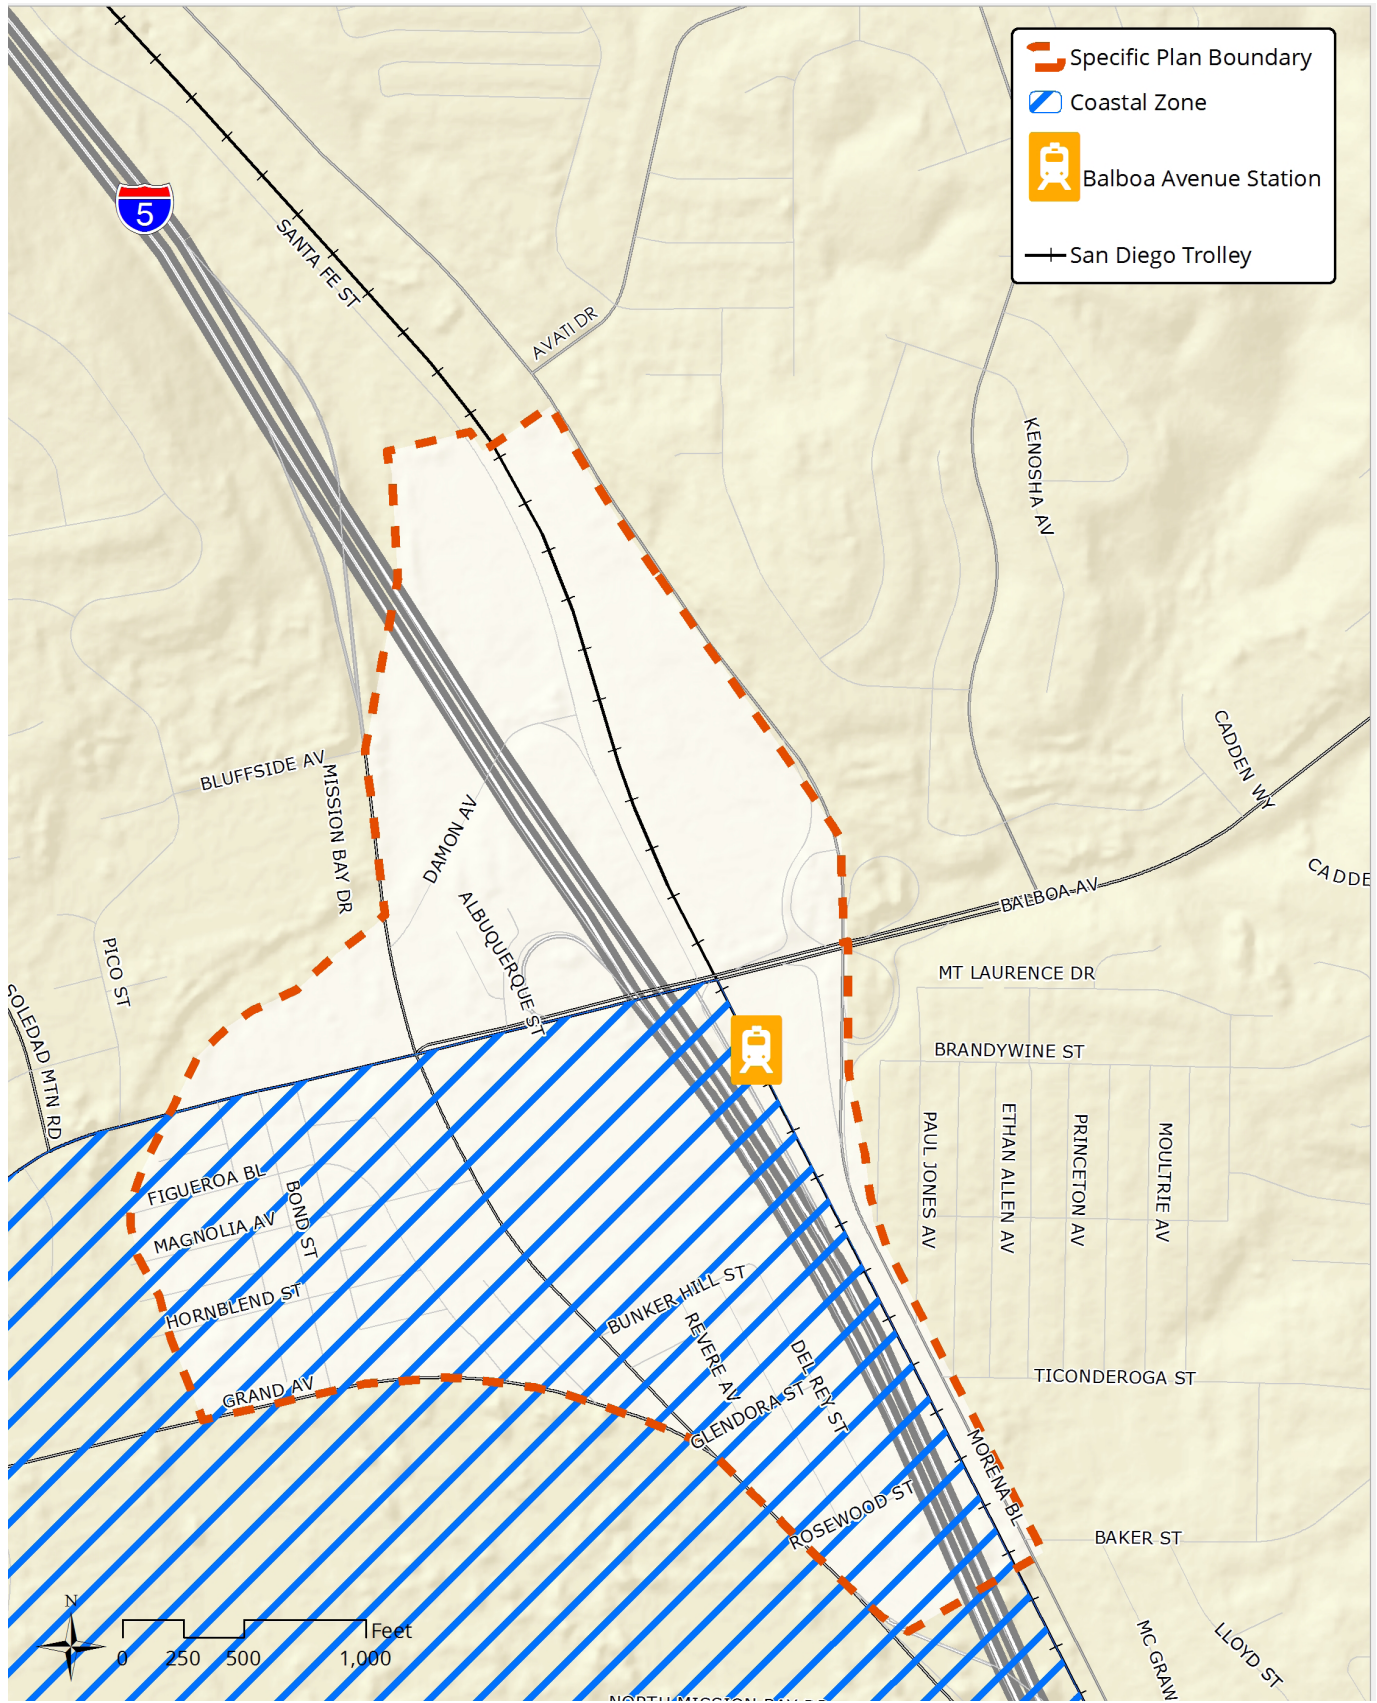 Specific Plan Boundary
Coastal Zone
Balboa Avenue Station
San Diego Trolley
5
SANTA FE ST
AVATI DR
KENOSHA AV
CADDEN WY
CADDE
BLUFFSIDE AV
MISSION BAY DR
DAMON AV
ALBUQUERQUE ST
BALBOA AV
PICO ST
SOLEDAD MTN RD
MT LAURENCE DR
BRANDYWINE ST
PAUL JONES AV
ETHAN ALLEN AV
PRINCETON AV
MOULTRIE AV
FIGUEROA BL
BOND ST
MAGNOLIA AV
HORNBLEND ST
BUNKER HILL ST
REVERE AV
DEL REY ST
GRAND AV
GLENDORA ST
TICONDEROGA ST
MORENA BL
ROSEWOOD ST
BAKER ST
MC GRAW
LLOYD ST
N
Feet
0 250 500 1,000
NORTH MISSION BAY DR